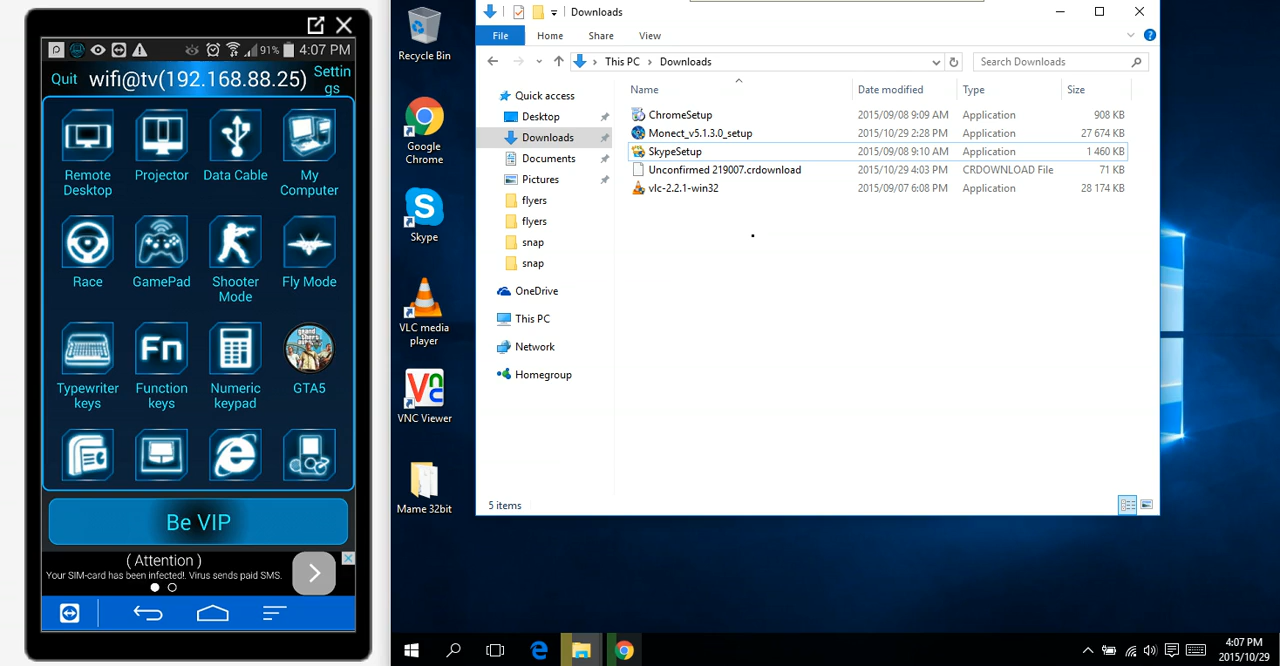 91% 4:07 PM
Quit wifi@tv(192.168.88.25) Settin
gs
Remote
Desktop
Projector
Data Cable
My
Computer
Race
GamePad
Shooter
Mode
Fly Mode
Typewriter
keys
Fn
Function
keys
Numeric
keypad
GTA5
Be VIP
( Attention )
Your SIM-card has been infected!. Virus sends paid SMS.
Recycle Bin
Google
Chrome
Skype
VLC media
player
VNC Viewer
Mame 32bit
Downloads
File Home Share View
This PC Downloads
Search Downloads
Quick access
Desktop
Downloads
Documents
Pictures
flyers
flyers
snap
snap
OneDrive
This PC
Network
Homegroup
Name Date modified Type Size
ChromeSetup 2015/09/08 9:09 AM Application 908 KB
Monect_v5.1.3.0_setup 2015/10/29 2:28 PM Application 27 674 KB
SkypeSetup 2015/09/08 9:10 AM Application 1 460 KB
Unconfirmed 219007.crdownload 2015/10/29 4:03 PM CRDOWNLOAD File 71 KB
vlc-2.2.1-win32 2015/09/07 6:08 PM Application 28 174 KB
5 items
4:07 PM
2015/10/29